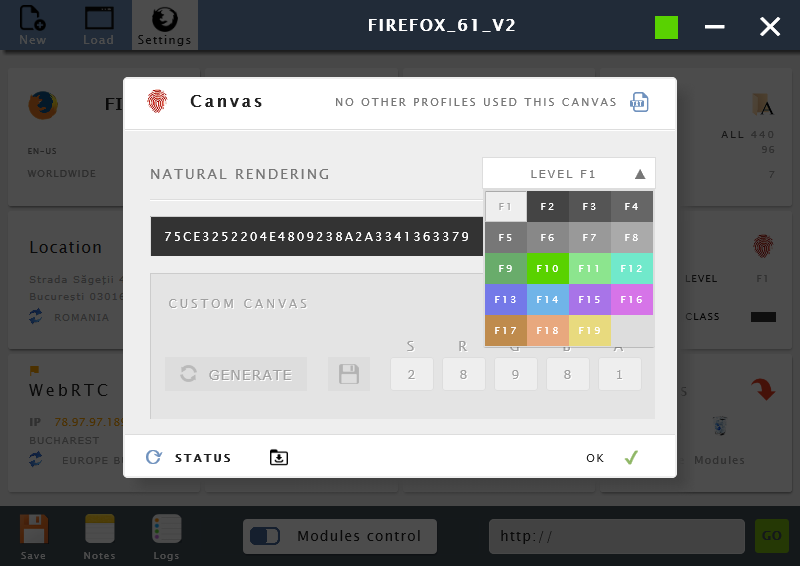 FIREFOX_61_V2
New
Load
Settings
Canvas
NO OTHER PROFILES USED THIS CANVAS
TXT
FI
EN-US
WORLDWIDE
A
ALL 440
96
7
NATURAL RENDERING
LEVEL F1
F1 F2 F3 F4
F5 F6 F7 F8
F9 F10 F11 F12
F13 F14 F15 F16
F17 F18 F19
75CE3252204E4809238A2A3341363379
Location
Strada Săgeții 4
București 0301
ROMANIA
LEVEL F1
CLASS
CUSTOM CANVAS
S R G B A
GENERATE
2 8 9 8 1
WebRTC
IP 78.97.97.18
BUCHAREST
EUROPE B
S
Modules
STATUS
OK
Save
Notes
Logs
Modules control
http://
GO